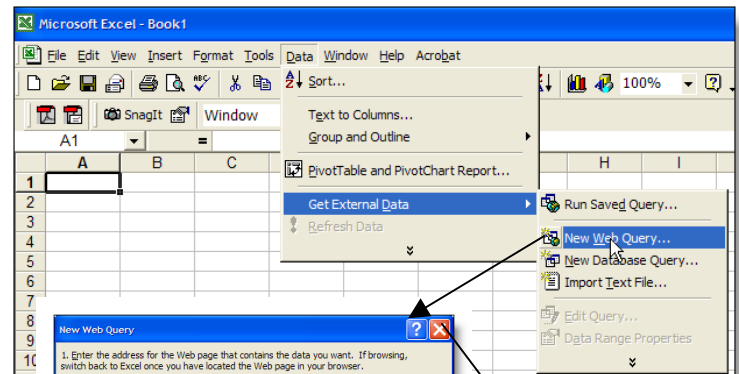 Microsoft Excel - Book1
File Edit View Insert Format Tools Data Window Help Acrobat
Sort...
100%
Text to Columns...
SnagIt Window
Group and Outline
A1 =
PivotTable and PivotChart Report...
A B C H I
1
2
3
4
5
6
7
8
9
10
Get External Data
Refresh Data
Run Saved Query...
New Web Query...
New Database Query...
Import Text File...
Edit Query...
Data Range Properties
New Web Query
1. Enter the address for the Web page that contains the data you want. If browsing,
switch back to Excel once you have located the Web page in your browser.